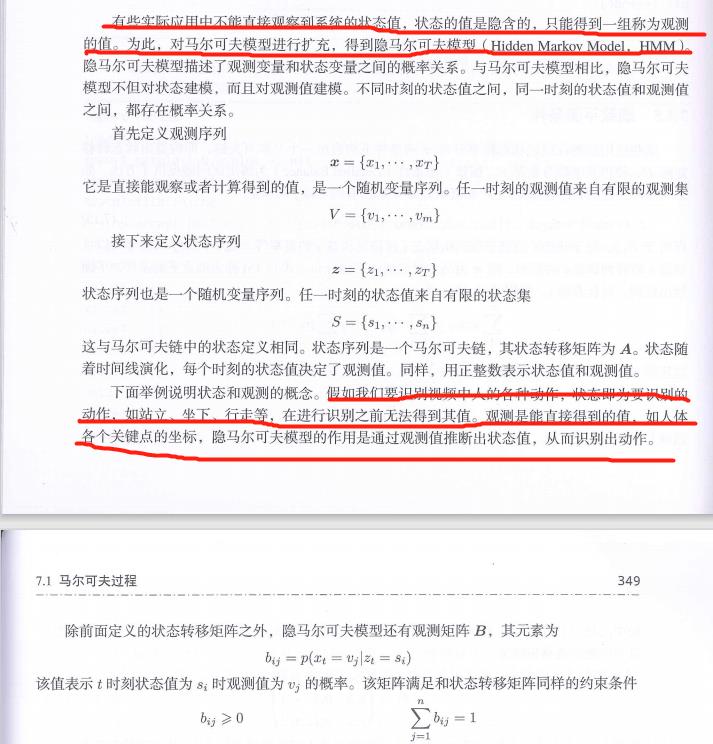 有些实际应用中不能直接观察到系统的状态值，状态的值是隐含的，只能得到一组称为观测
的值。为此，对马尔可夫模型进行扩充，得到隐马尔可夫模型（Hidden Markov Model，HMM）。
隐马尔可夫模型描述了观测变量和状态变量之间的概率关系。与马尔可夫模型相比，隐马尔可夫
模型不但对状态建模，而且对观测值建模。不同时刻的状态值之间，同一时刻的状态值和观测值
之间，都存在概率关系。
首先定义观测序列
x = {x₁, ⋯ , x_T}
它是直接能观察或者计算得到的值，是一个随机变量序列。任一时刻的观测值来自有限的观测集
V = {v₁, ⋯ , vₘ}
接下来定义状态序列
z = {z₁, ⋯ , z_T}
状态序列也是一个随机变量序列。任一时刻的状态值来自有限的状态集
S = {s₁, ⋯ , sₙ}
这与马尔可夫链中的状态定义相同。状态序列是一个马尔可夫链，其状态转移矩阵为 A。状态随
着时间线演化，每个时刻的状态值决定了观测值。同样，用正整数表示状态值和观测值。
下面举例说明状态和观测的概念。假如我们要识别视频中人的各种动作，状态即为要识别的
动作，如站立、坐下、行走等，在进行识别之前无法得到其值。观测是能直接得到的值，如人体
各个关键点的坐标，隐马尔可夫模型的作用是通过观测值推断出状态值，从而识别出动作。
7.1 马尔可夫过程 349
除前面定义的状态转移矩阵之外，隐马尔可夫模型还有观测矩阵 B，其元素为
b_ij = p(x_t = v_j|z_t = s_i)
该值表示 t 时刻状态值为 s_i 时观测值为 v_j 的概率。该矩阵满足和状态转移矩阵同样的约束条件
b_ij ⩾ 0 ∑_{j=1}^{n} b_ij = 1